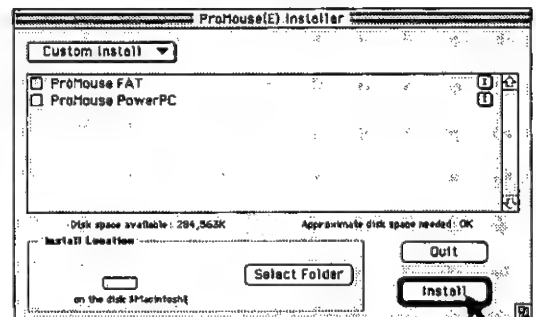 ProMouse(E) Installer
Custom Install
ProMouse FAT
ProMouse PowerPC
Disk space available: 284,563K
Approximate disk space needed: 0K
Install Location
Quit
Select Folder
on the disk $Macintosh$
Install